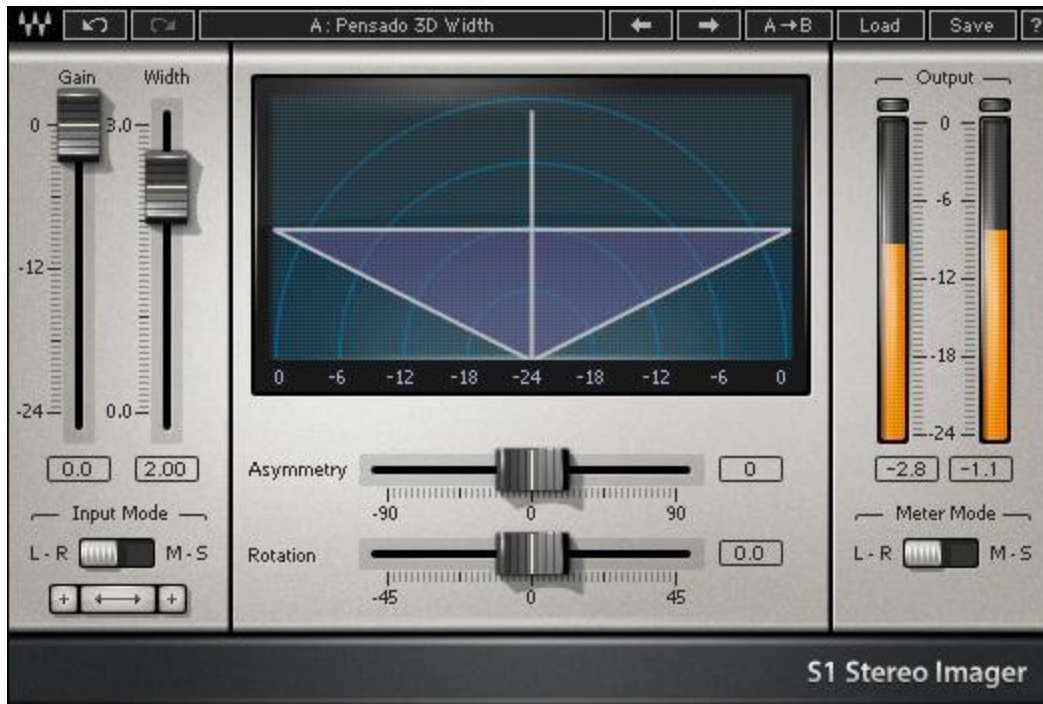 A: Pensado 3D Width A→B Load Save ?
Gain Width
0 3.0
-12
-24 0.0
0.0 2.00
Input Mode
L - R M - S
+ ←→ +
0 -6 -12 -18 -24 -18 -12 -6 0
Asymmetry 0
-90 0 90
Rotation 0.0
-45 0 45
Output
0
-6
-12
-18
-24
-2.8 -1.1
Meter Mode
L - R M - S
S1 Stereo Imager